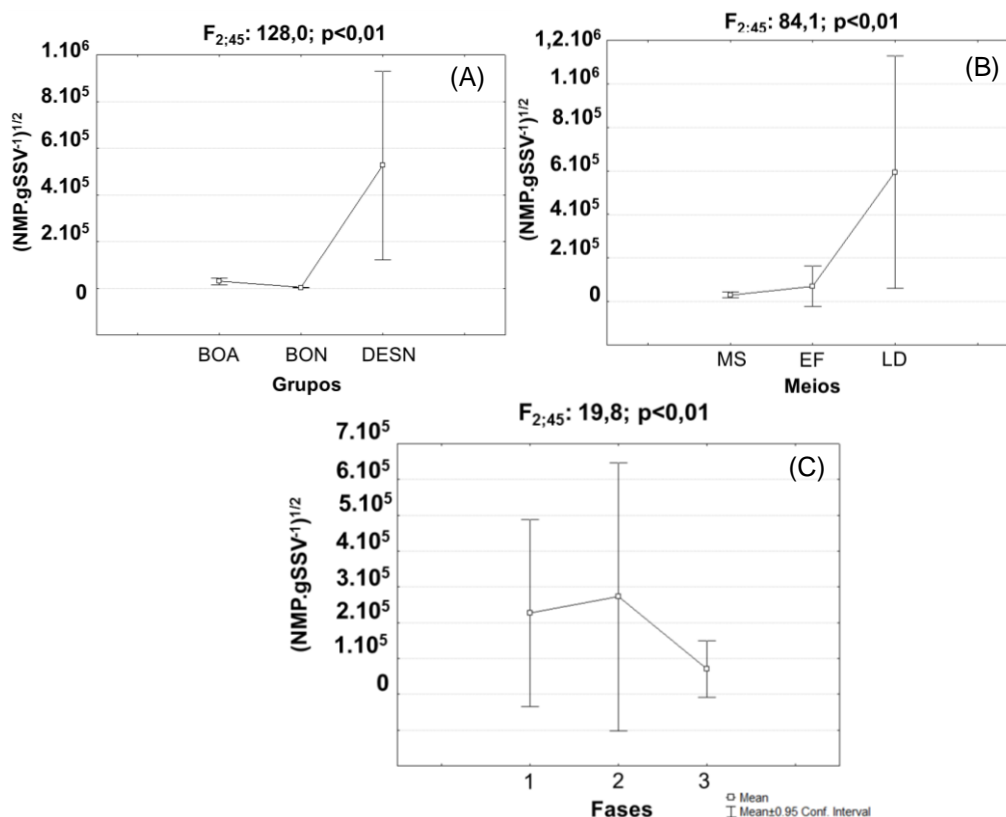 F₂;₄₅: 128,0; p<0,01
(A)
1.10⁶
8.10⁵
6.10⁵
4.10⁵
2.10⁵
0
(NMP.gSSV⁻¹)¹/²
BOA BON DESN
Grupos
F₂:₄₅: 84,1; p<0,01
(B)
1,2.10⁶
1.10⁶
8.10⁵
6.10⁵
4.10⁵
2.10⁵
0
(NMP.gSSV⁻¹)¹/²
MS EF LD
Meios
F₂;₄₅: 19,8; p<0,01
(C)
7.10⁵
6.10⁵
5.10⁵
4.10⁵
3.10⁵
2.10⁵
1.10⁵
0
(NMP.gSSV⁻¹)¹/²
1 2 3
Fases
Mean
Mean±0.95 Conf. Interval